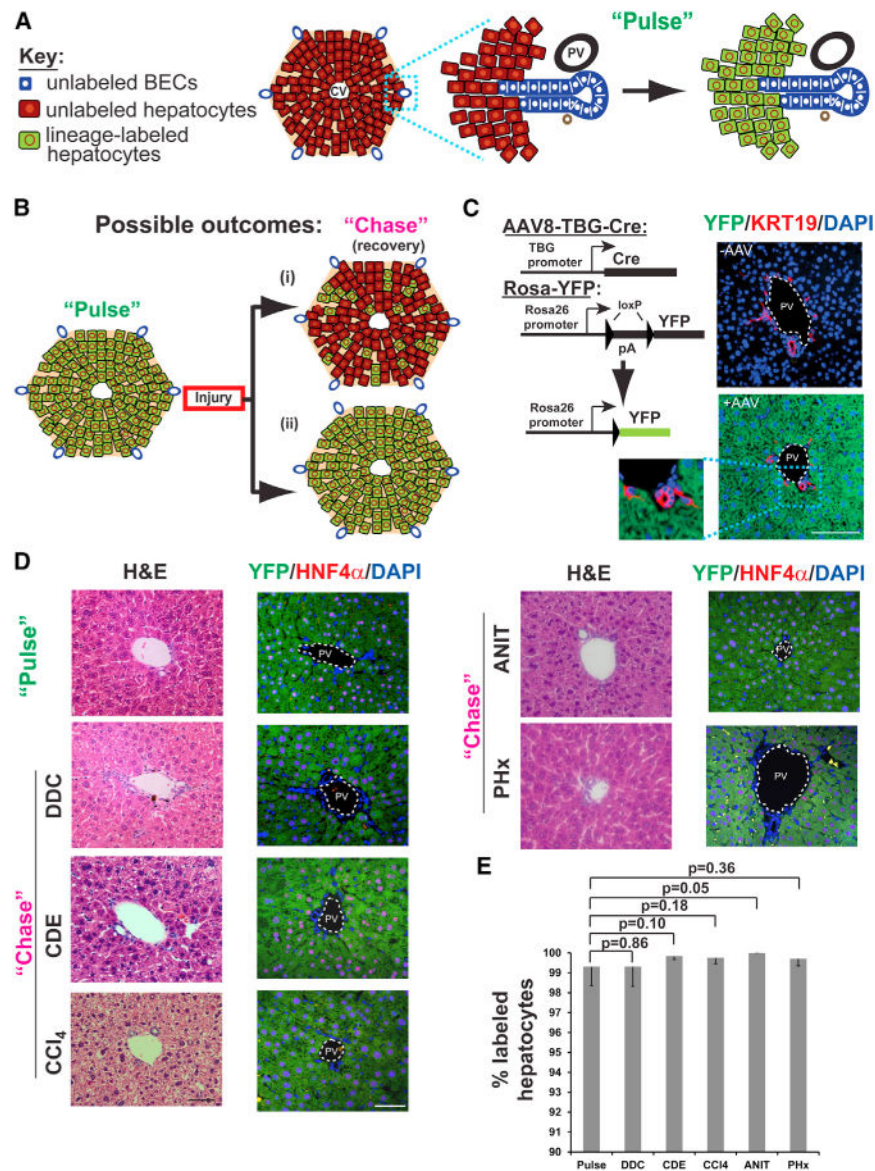 A
Key:
unlabeled BECs
unlabeled hepatocytes
lineage-labeled
hepatocytes
CV
PV
"Pulse"
B
Possible outcomes:
"Chase"
(recovery)
"Pulse"
Injury
(i)
(ii)
C
AAV8-TBG-Cre:
TBG
promoter
Cre
Rosa-YFP:
Rosa26
promoter
loxP
YFP
pA
Rosa26
promoter
YFP
YFP/KRT19/DAPI
-AAV
PV
+AAV
PV
D
H&E
YFP/HNF4α/DAPI
"Pulse"
PV
"Chase"
DDC
PV
CDE
PV
CCl4
PV
H&E
YFP/HNF4α/DAPI
"Chase"
ANIT
PV
PHx
PV
E
p=0.36
p=0.05
p=0.18
p=0.10
p=0.86
% labeled
hepatocytes
100
99
98
97
96
95
94
93
92
91
90
Pulse DDC CDE CCl4 ANIT PHx